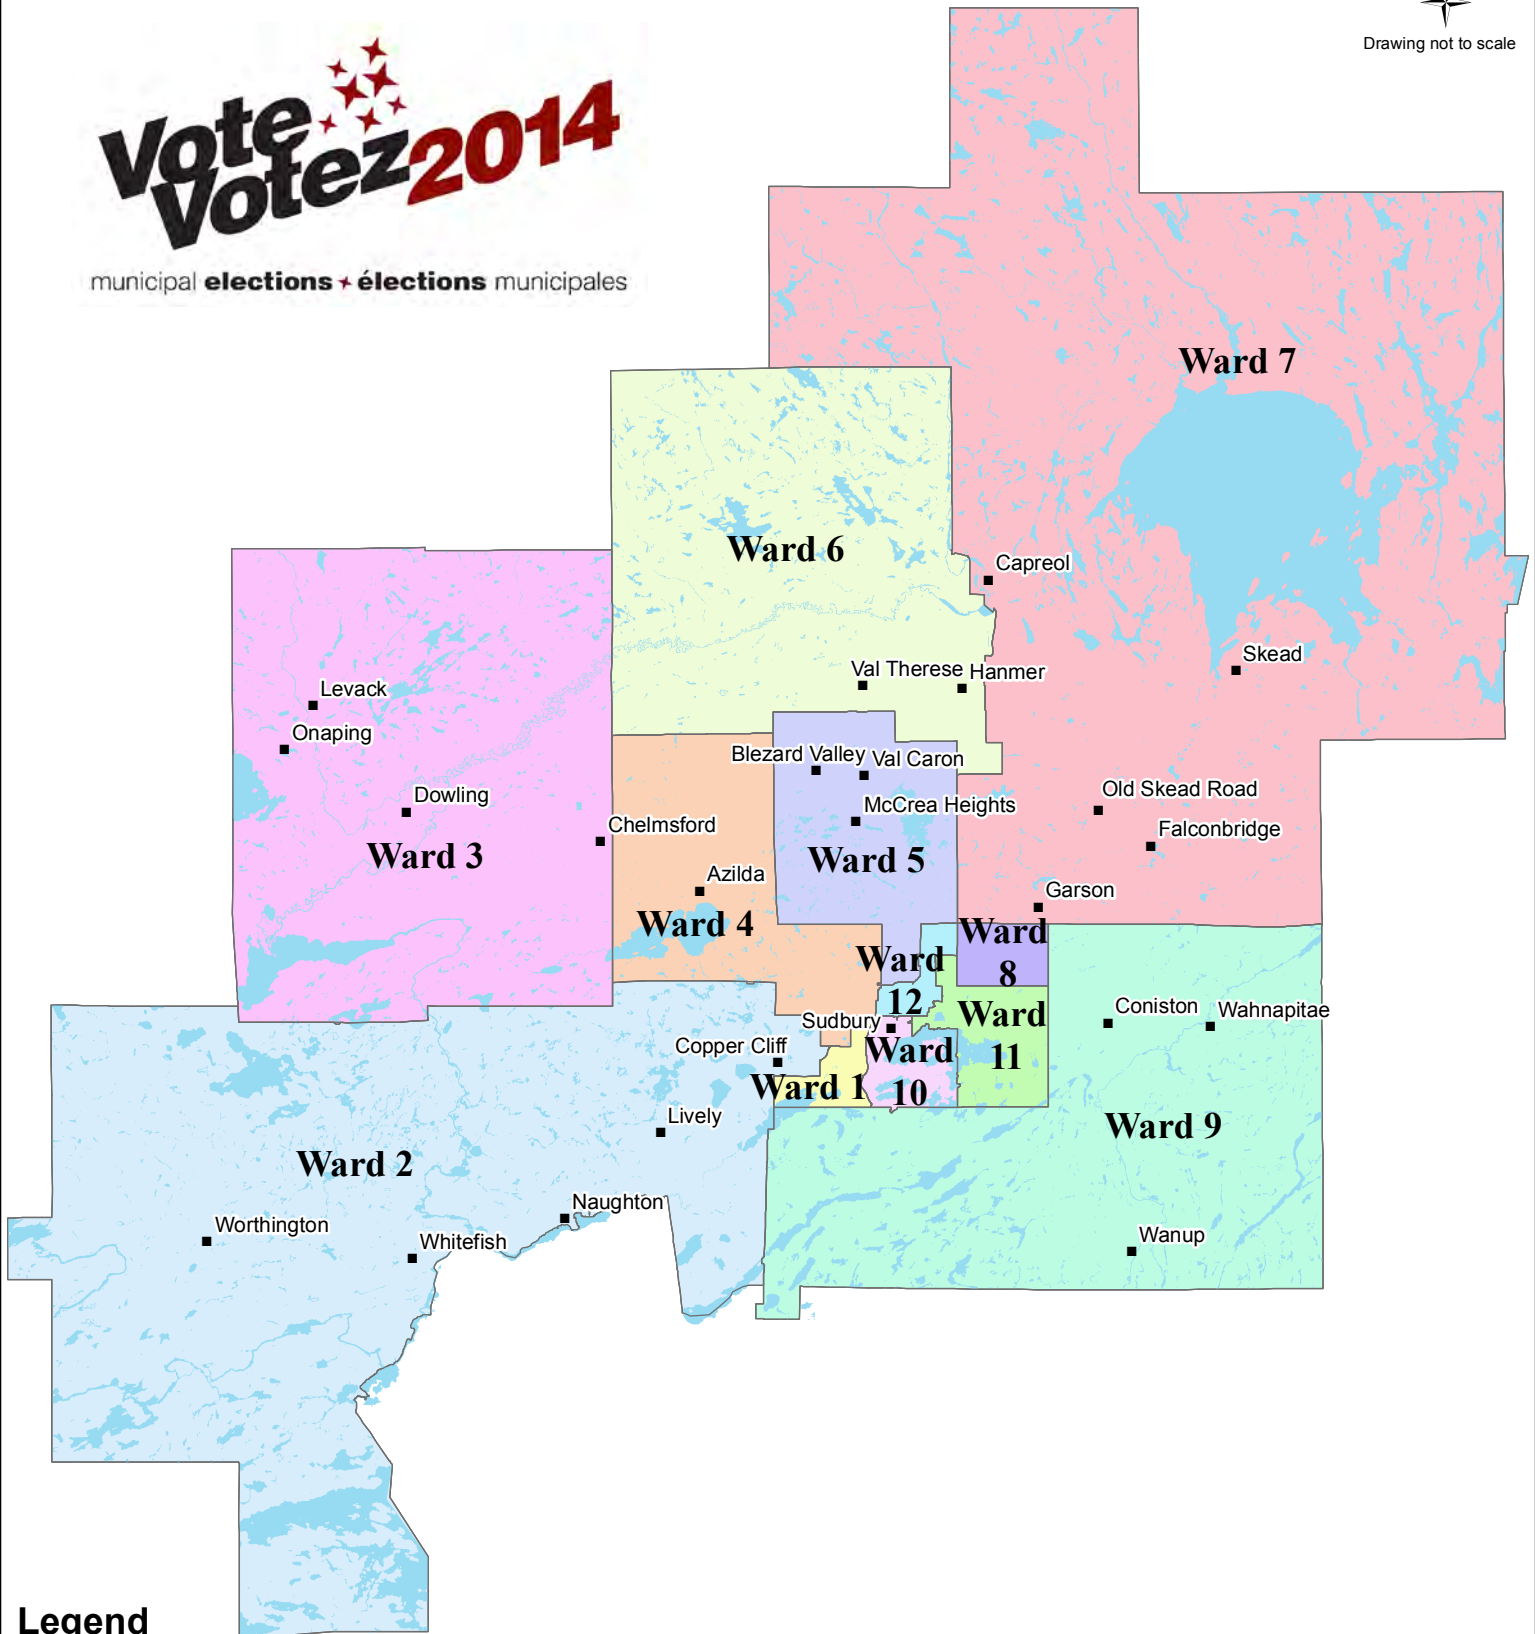 Drawing not to scale
Vote
Votez2014
municipal elections + élections municipales
Ward 7
Ward 6
Capreol
Skead
Val Therese
Hanmer
Levack
Onaping
Blezard Valley
Val Caron
Dowling
McCrea Heights
Old Skead Road
Chelmsford
Falconbridge
Ward 3
Ward 5
Azilda
Garson
Ward 4
Ward
8
Ward
12
Coniston
Wahnapitae
Ward
11
Sudbury
Copper Cliff
Ward
10
Ward 1
Lively
Ward 9
Ward 2
Naughton
Worthington
Whitefish
Wanup
Legend